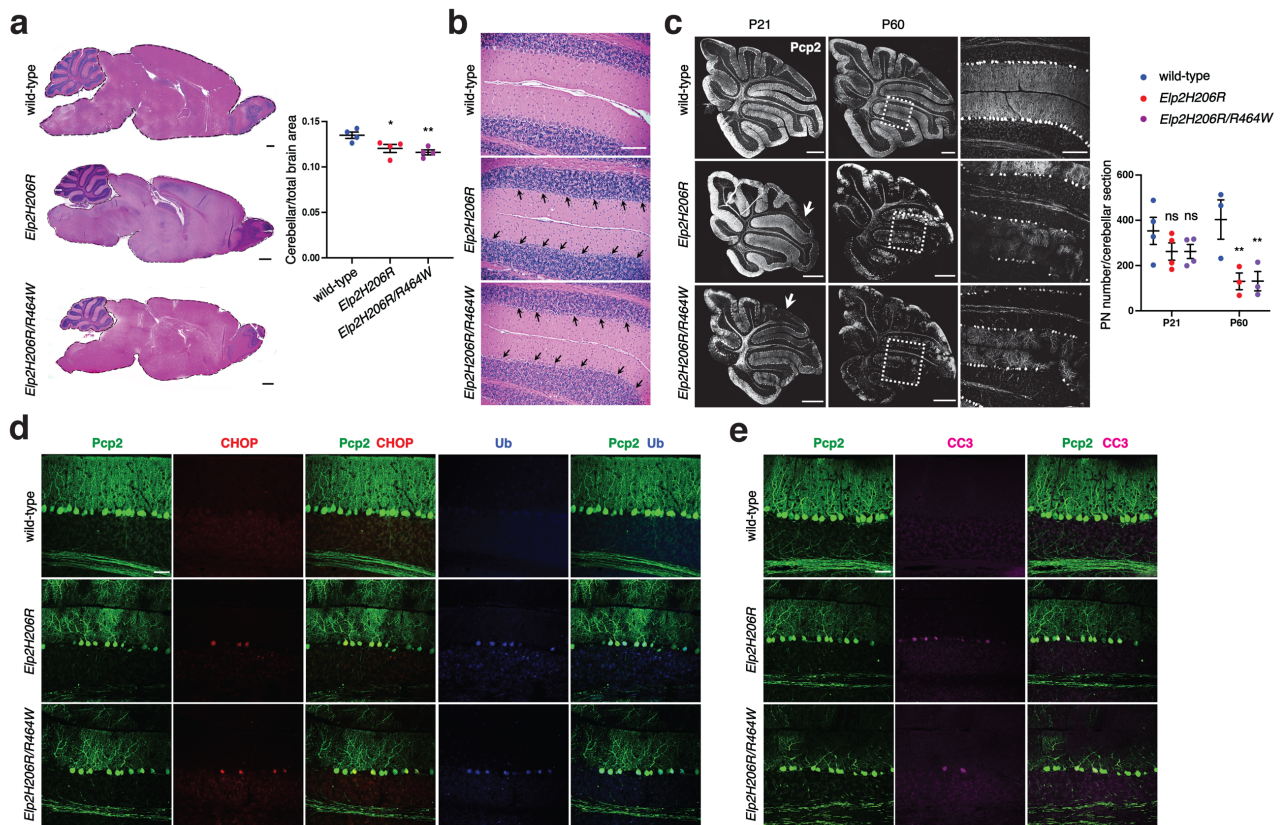 a
wild-type
Elp2H206R
Elp2H206R/R464W
Cerebellar/total brain area
0.15
0.10
0.05
0.00
*
**
wild-type
Elp2H206R
Elp2H206R/R464W
b
wild-type
Elp2H206R
Elp2H206R/R464W
c
P21
P60
Pcp2
wild-type
Elp2H206R
Elp2H206R/R464W
wild-type
Elp2H206R
Elp2H206R/R464W
PN number/cerebellar section
600
400
200
0
ns
ns
**
**
P21
P60
d
Pcp2
CHOP
Pcp2 CHOP
Ub
Pcp2 Ub
wild-type
Elp2H206R
Elp2H206R/R464W
e
Pcp2
CC3
Pcp2 CC3
wild-type
Elp2H206R
Elp2H206R/R464W